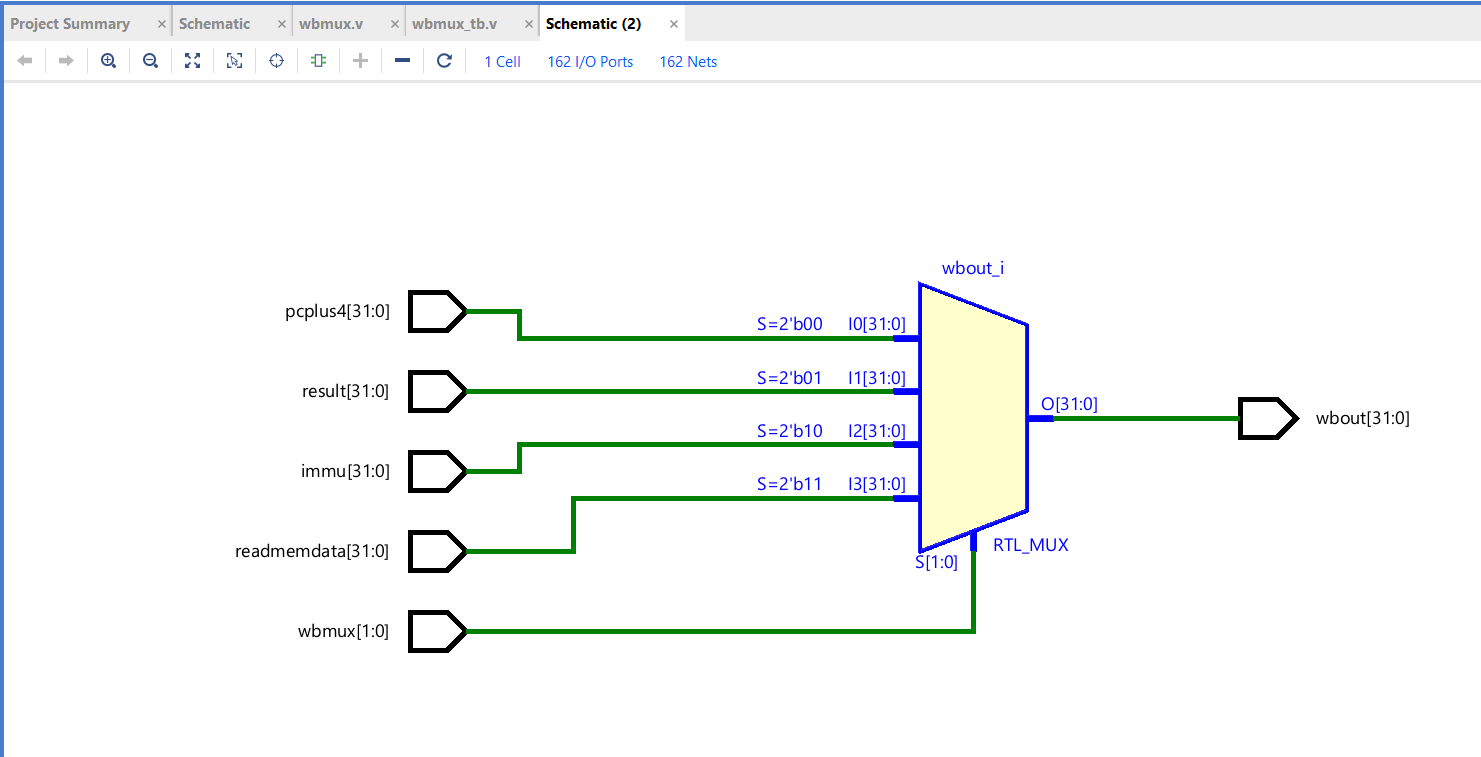 Project Summary × Schematic × wbmux.v × wbmux_tb.v × Schematic (2) ×
1 Cell 162 I/O Ports 162 Nets
wbout_i
pcplus4[31:0] S=2'b00 I0[31:0]
result[31:0] S=2'b01 I1[31:0]
O[31:0] wbout[31:0]
immu[31:0] S=2'b10 I2[31:0]
readmemdata[31:0] S=2'b11 I3[31:0]
S[1:0] RTL_MUX
wbmux[1:0]